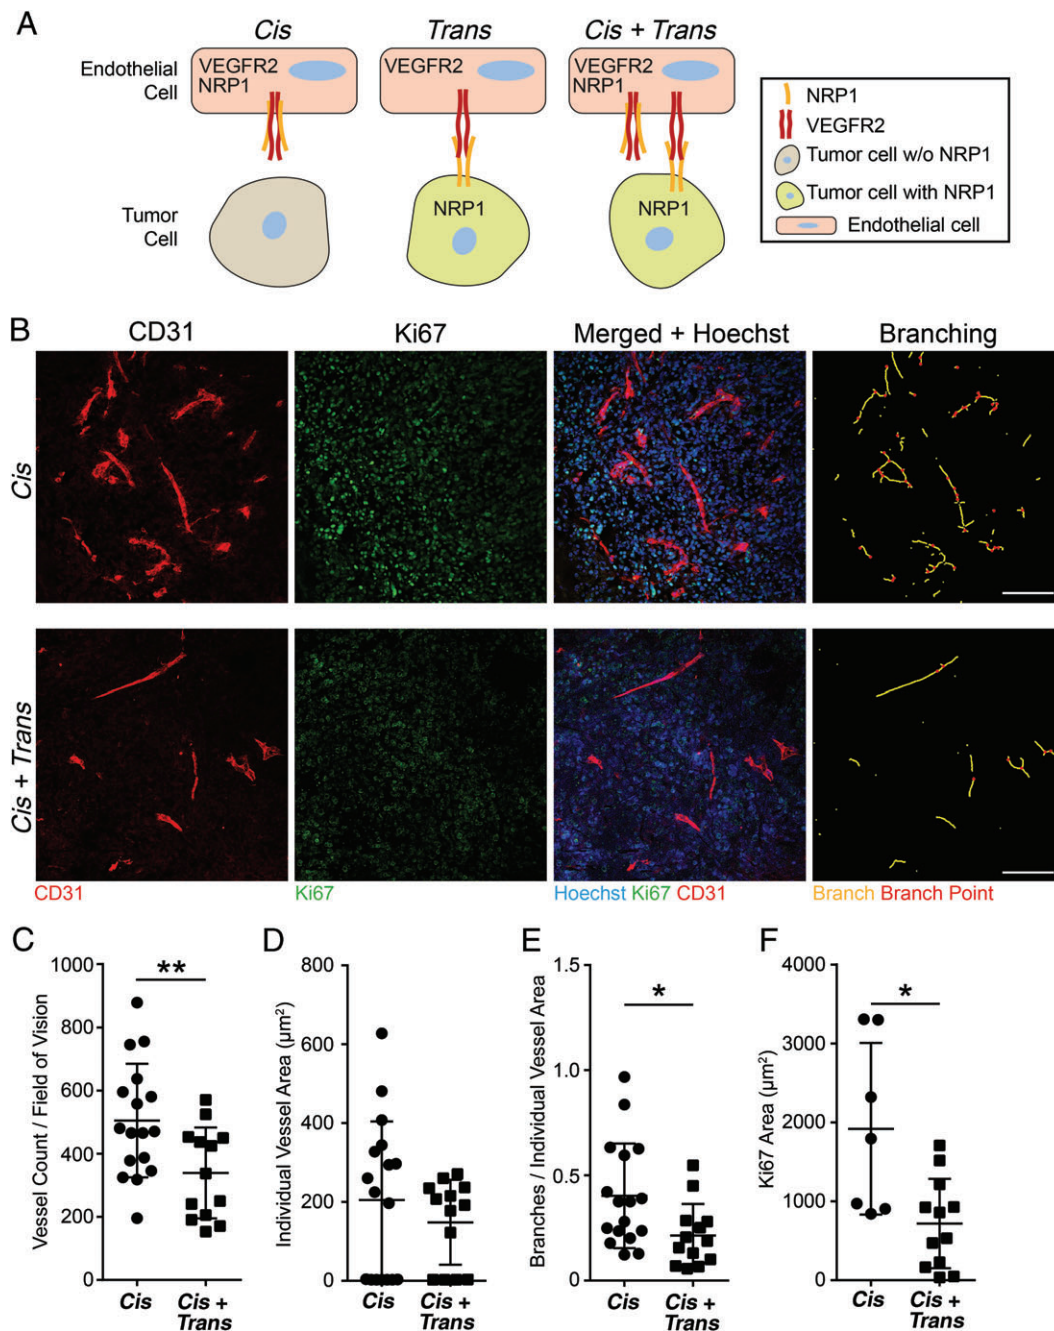 A
Cis
Trans
Cis + Trans
Endothelial
Cell
VEGFR2
NRP1
VEGFR2
VEGFR2
NRP1
Tumor
Cell
NRP1
NRP1
NRP1
VEGFR2
Tumor cell w/o NRP1
Tumor cell with NRP1
Endothelial cell
B
CD31
Ki67
Merged + Hoechst
Branching
Cis
Cis + Trans
CD31
Ki67
Hoechst Ki67 CD31
Branch Branch Point
C
Vessel Count / Field of Vision
1000
800
600
400
200
0
**
Cis
Cis +
Trans
D
Individual Vessel Area (µm²)
800
600
400
200
0
Cis
Cis +
Trans
E
Branches / Individual Vessel Area
1.5
1.0
0.5
0.0
*
Cis
Cis +
Trans
F
Ki67 Area (µm²)
4000
3000
2000
1000
0
*
Cis
Cis +
Trans